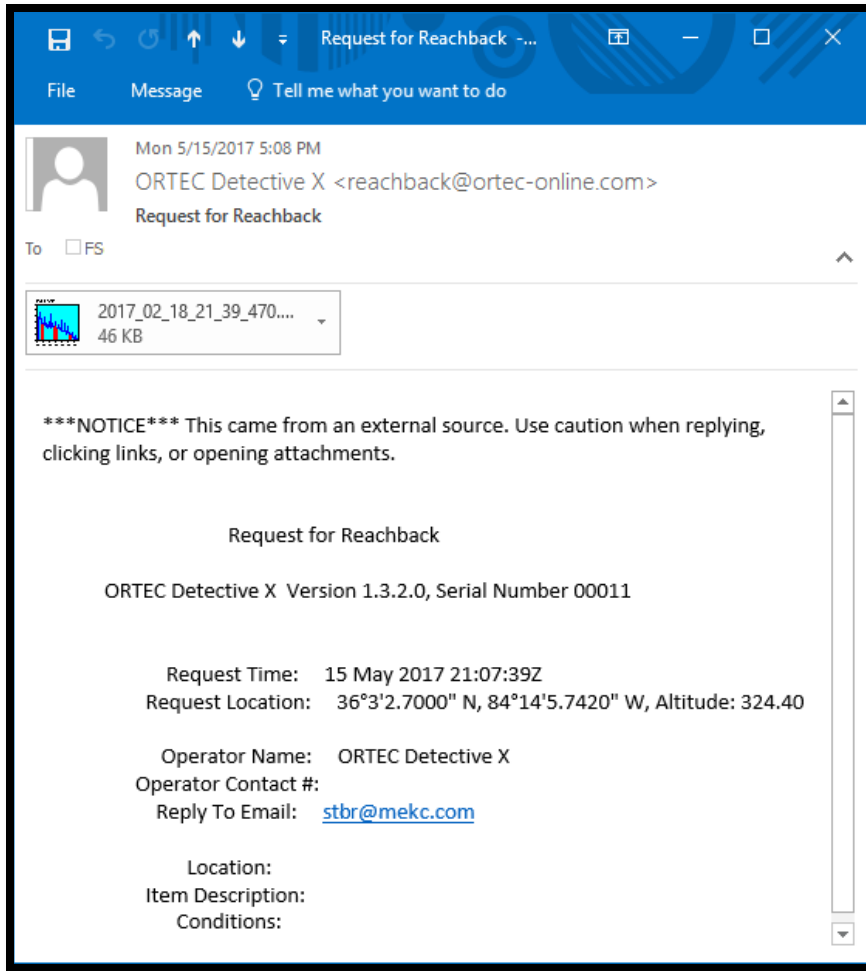 Request for Reachback -...
File Message Tell me what you want to do
Mon 5/15/2017 5:08 PM
ORTEC Detective X <reachback@ortec-online.com>
Request for Reachback
To FS
2017_02_18_21_39_470....
46 KB
***NOTICE*** This came from an external source. Use caution when replying,
clicking links, or opening attachments.
Request for Reachback
ORTEC Detective X Version 1.3.2.0, Serial Number 00011
Request Time: 15 May 2017 21:07:39Z
Request Location: 36°3'2.7000" N, 84°14'5.7420" W, Altitude: 324.40
Operator Name: ORTEC Detective X
Operator Contact #:
Reply To Email: stbr@mekc.com
Location:
Item Description:
Conditions: